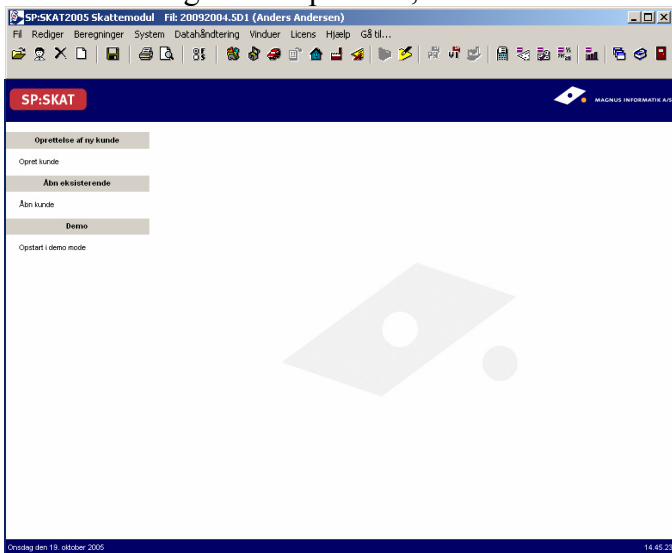 SP:SKAT2005 Skattemodul Fil: 20092004.SD1 (Anders Andersen)
Fil Rediger Beregninger System Datahåndtering Vinduer Licens Hjælp Gå til...
SP:SKAT
MAGNUS INFORMATIK A/S
Oprettelse af ny kunde
Opret kunde
Åbn eksisterende
Åbn kunde
Demo
Opstart i demo mode
Onsdag den 19. oktober 2005 14.45.23